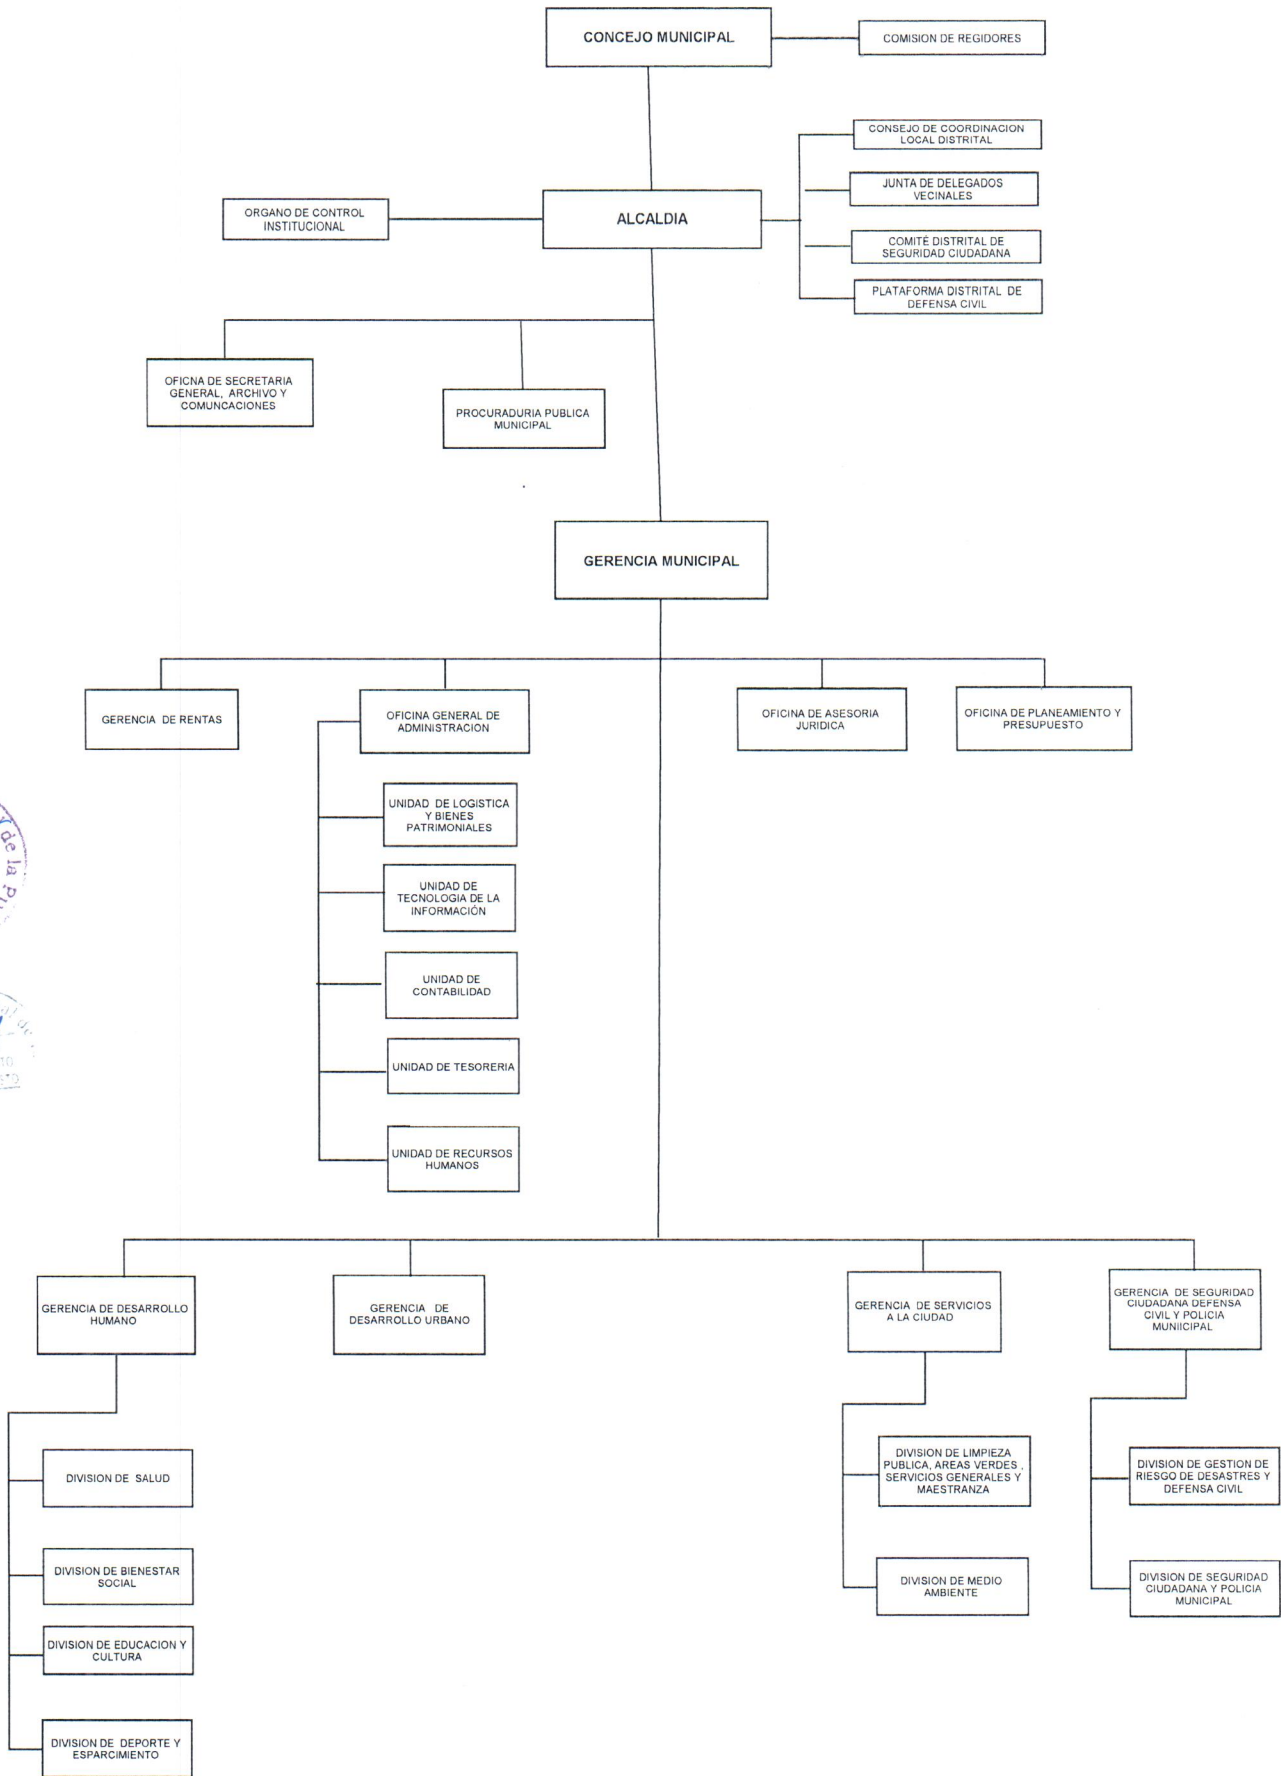 CONCEJO MUNICIPAL
COMISION DE REGIDORES
CONSEJO DE COORDINACION
LOCAL DISTRITAL
JUNTA DE DELEGADOS
VECINALES
ORGANO DE CONTROL
INSTITUCIONAL
ALCALDIA
COMITÉ DISTRITAL DE
SEGURIDAD CIUDADANA
PLATAFORMA DISTRITAL DE
DEFENSA CIVIL
OFICNA DE SECRETARIA
GENERAL, ARCHIVO Y
COMUNCACIONES
PROCURADURIA PUBLICA
MUNICIPAL
GERENCIA MUNICIPAL
GERENCIA DE RENTAS
OFICINA GENERAL DE
ADMINISTRACION
OFICINA DE ASESORIA
JURIDICA
OFICINA DE PLANEAMIENTO Y
PRESUPUESTO
UNIDAD DE LOGISTICA
Y BIENES
PATRIMONIALES
de la
UNIDAD DE
TECNOLOGIA DE LA
INFORMACIÓN
UNIDAD DE
CONTABILIDAD
UNIDAD DE TESORERIA
UNIDAD DE RECURSOS
HUMANOS
GERENCIA DE DESARROLLO
HUMANO
GERENCIA DE
DESARROLLO URBANO
GERENCIA DE SERVICIOS
A LA CIUDAD
GERENCIA DE SEGURIDAD
CIUDADANA DEFENSA
CIVIL Y POLICIA
MUNIICIPAL
DIVISION DE SALUD
DIVISION DE BIENESTAR
SOCIAL
DIVISION DE EDUCACION Y
CULTURA
DIVISION DE DEPORTE Y
ESPARCIMIENTO
DIVISION DE LIMPIEZA
PUBLICA, AREAS VERDES ,
SERVICIOS GENERALES Y
MAESTRANZA
DIVISION DE MEDIO
AMBIENTE
DIVISION DE GESTION DE
RIESGO DE DESASTRES Y
DEFENSA CIVIL
DIVISION DE SEGURIDAD
CIUDADANA Y POLICIA
MUNICIPAL